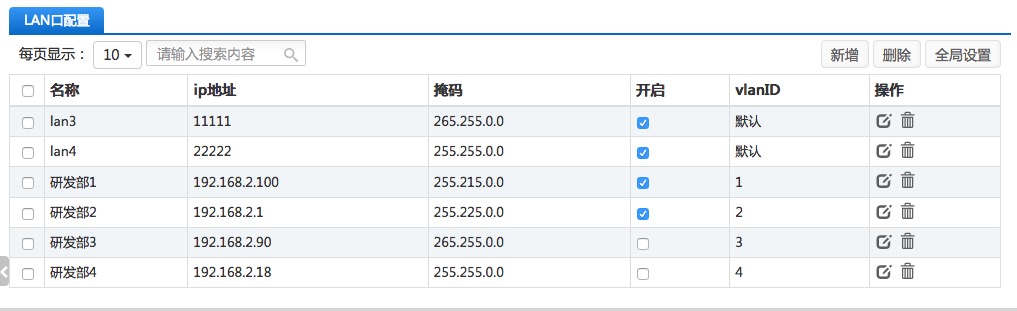 LAN口配置
每页显示： 10 请输入搜索内容 新增 删除 全局设置
名称 ip地址 掩码 开启 vlanID 操作
lan3 11111 265.255.0.0 默认
lan4 22222 255.255.0.0 默认
研发部1 192.168.2.100 255.215.0.0 1
研发部2 192.168.2.1 255.225.0.0 2
研发部3 192.168.2.90 265.255.0.0 3
研发部4 192.168.2.18 255.255.0.0 4